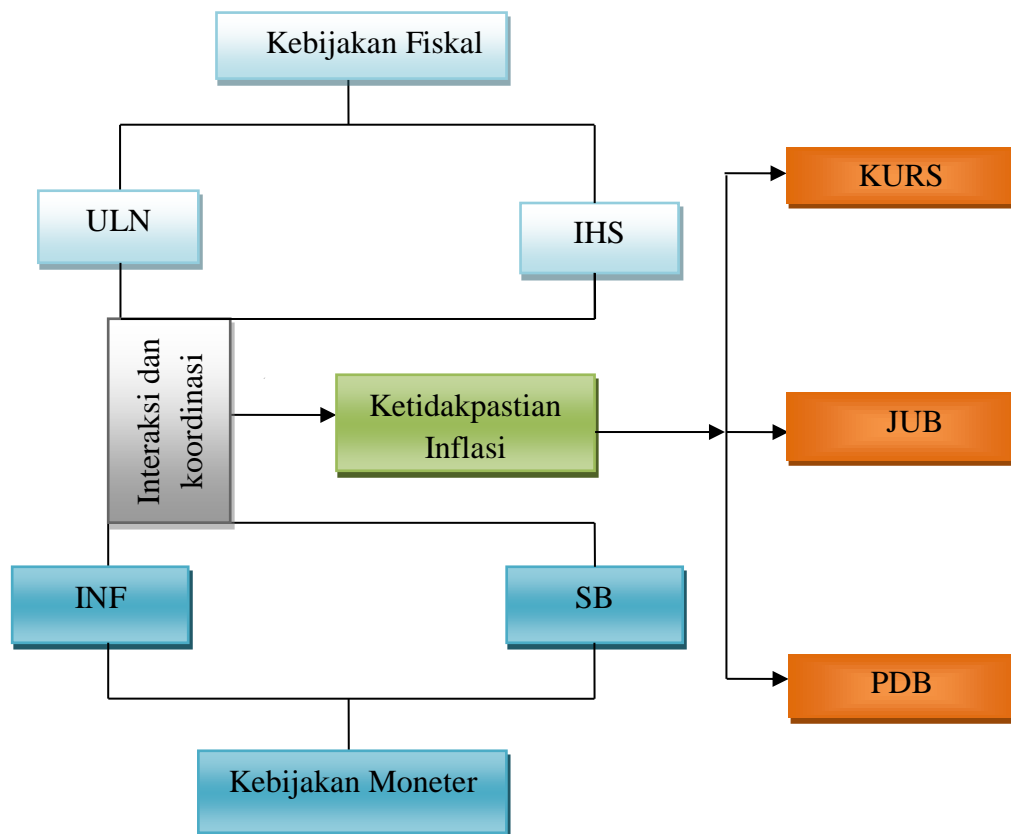 Kebijakan Fiskal
ULN
IHS
KURS
Interaksi dan
koordinasi
Ketidakpastian
Inflasi
JUB
INF
SB
PDB
Kebijakan Moneter